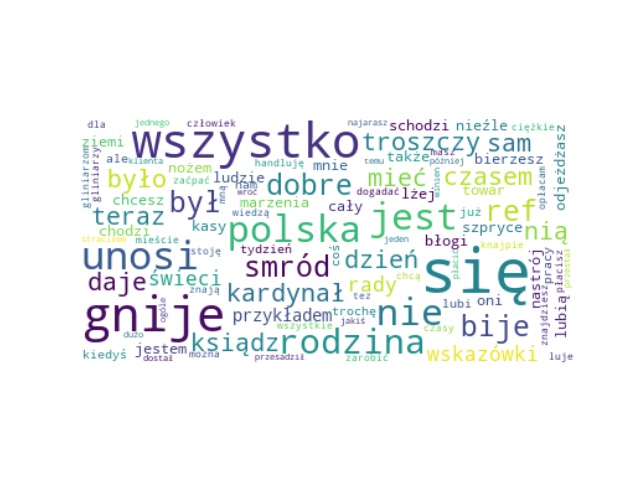 dla jednego człowiek najarasz schodzi nieźle ciężkie
ziemi wszystko troszczy sam
ale klienta handluję mnie także masz później bierzesz
gliniarzom gliniarzy było nożem zaćpać ludzie nam wroc dobre mieć temu czasem odjeżdżasz
chcesz był mną marzenia cały dogadać lżej winien towar opłacam
teraz wiedzą jest już ref
chodzi kasy polska szpryce nią
straciłem mieście stoję tydzień coś jeden błogi knajpie
unosi smród dzień się płacić
daje świeci znają kardynał rady chcą nastrój pracy płacisz przestań
gnije ogóle przykładem też trochę nie lubi oni znajdziesz lubią
dużo wszystkie jakiś czasy bije
kiedyś jestem ksiądz rodzina wskazówki
dostał można przesadził zarobić luje